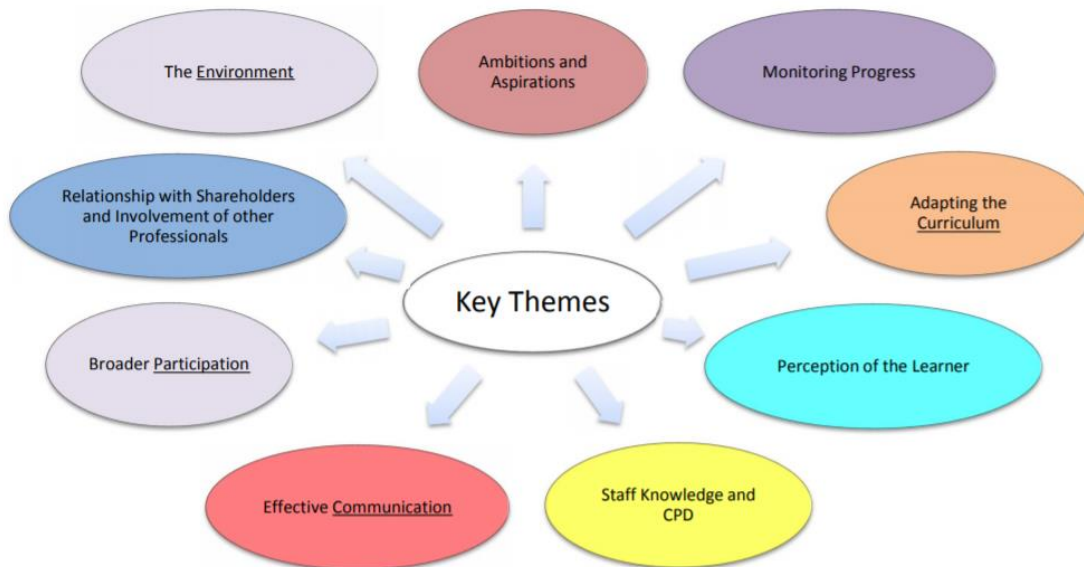 The Environment
Ambitions and
Aspirations
Monitoring Progress
Relationship with Shareholders
and Involvement of other
Professionals
Adapting the
Curriculum
Key Themes
Broader Participation
Perception of the Learner
Effective Communication
Staff Knowledge and
CPD